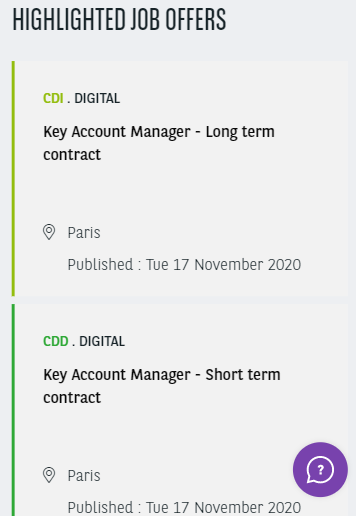 HIGHLIGHTED JOB OFFERS
CDI . DIGITAL
Key Account Manager - Long term
contract
Paris
Published : Tue 17 November 2020
CDD . DIGITAL
Key Account Manager - Short term
contract
?
Paris
Published : Tue 17 November 2020